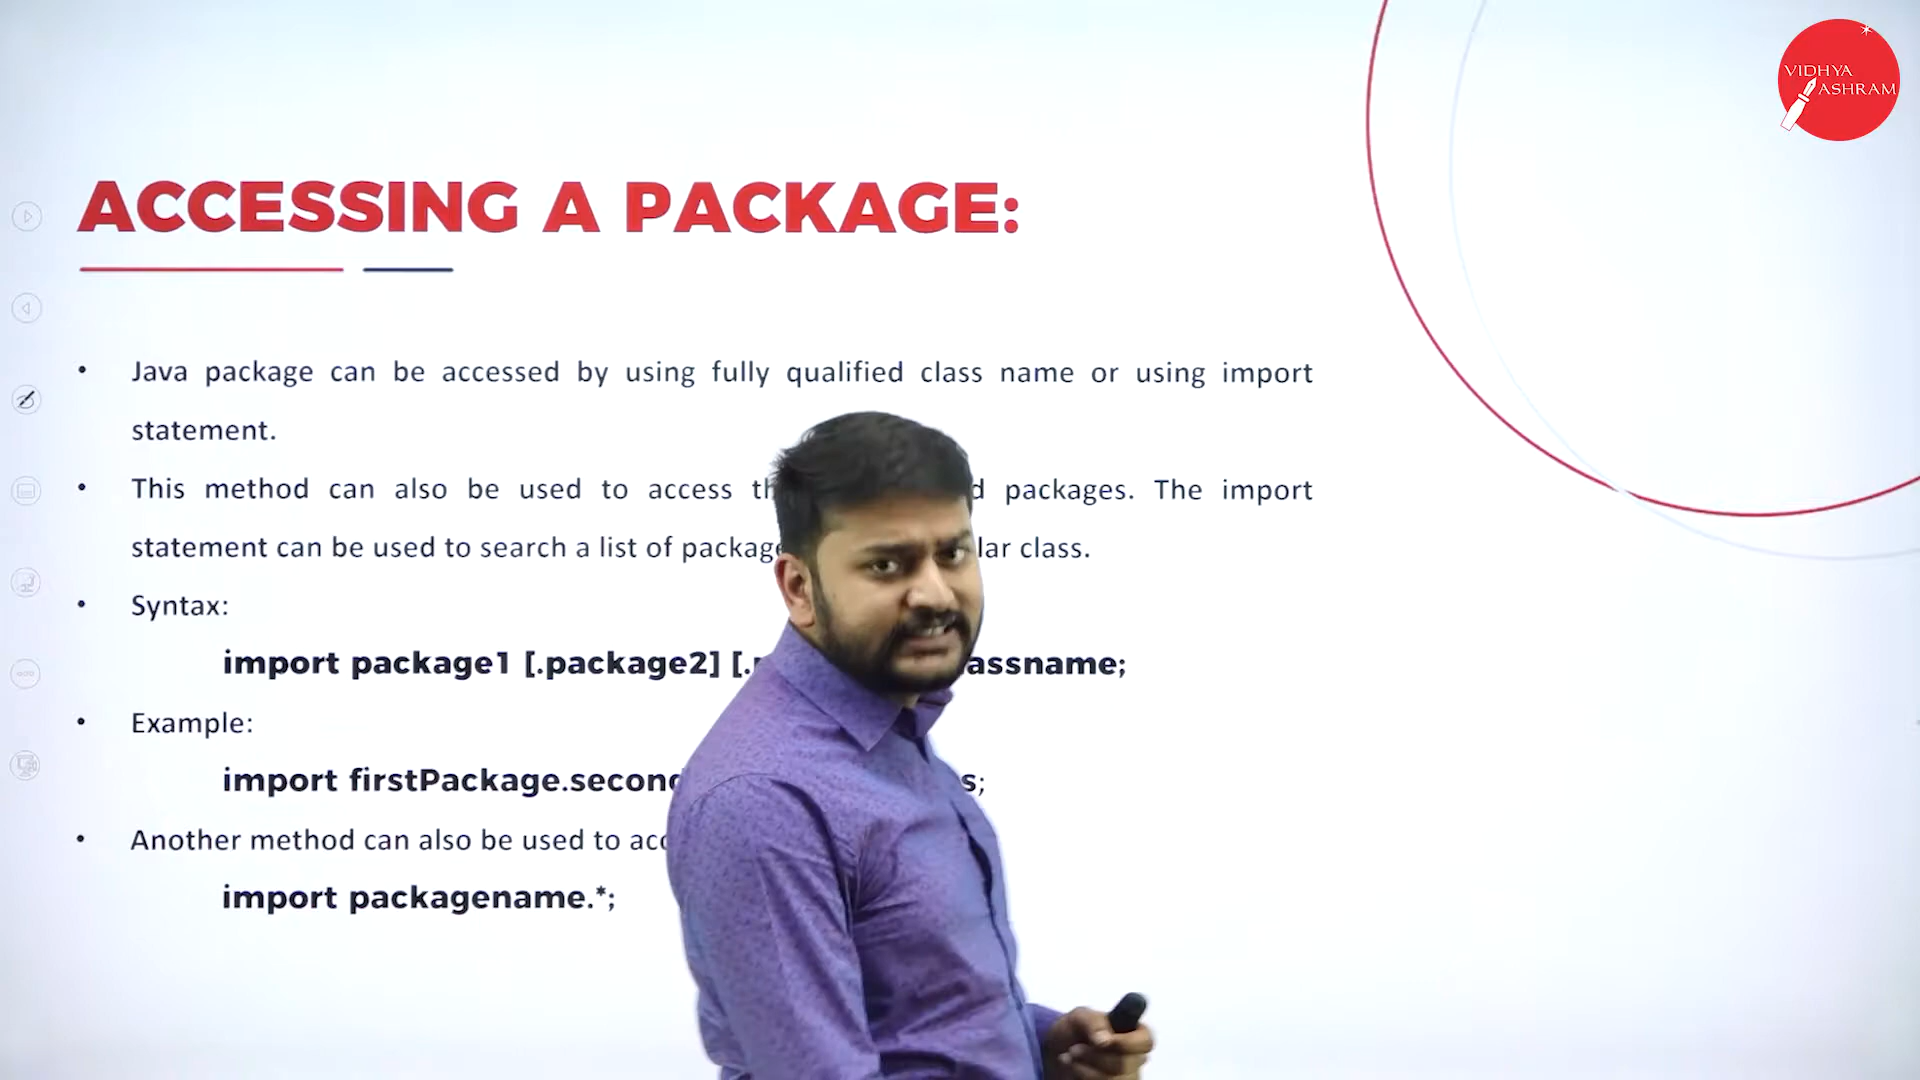 VIDHYA
ASHRAM
ACCESSING A PACKAGE:
• Java package can be accessed by using fully qualified class name or using import
statement.
• This method can also be used to access packages. The import
statement can be used to search a list of class.
• Syntax:
import package1 [.package2]
• Example:
import
• Another method can also be used to
import packagename.*;